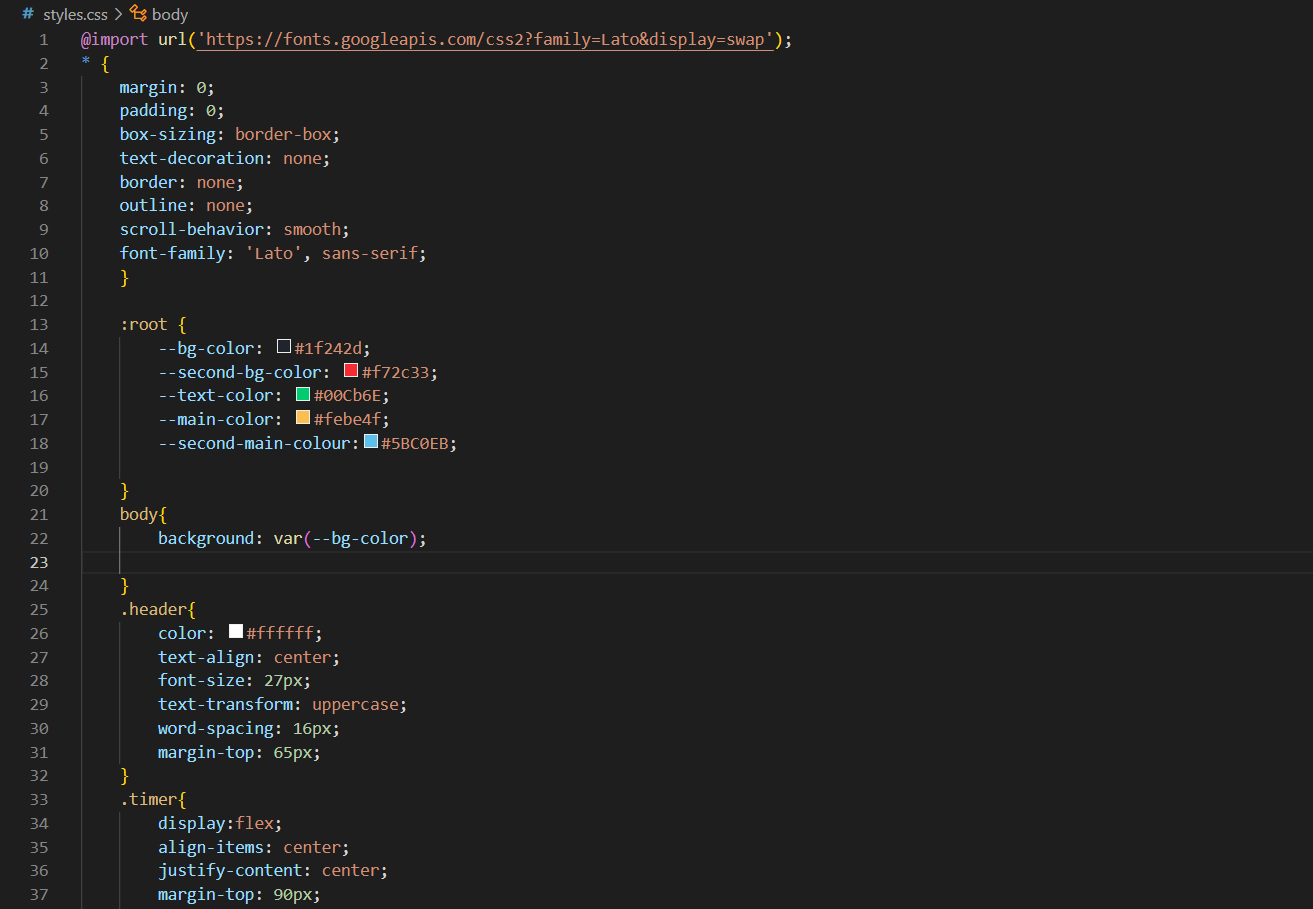 # styles.css > body
1 @import url('https://fonts.googleapis.com/css2?family=Lato&display=swap');
2 * {
3 margin: 0;
4 padding: 0;
5 box-sizing: border-box;
6 text-decoration: none;
7 border: none;
8 outline: none;
9 scroll-behavior: smooth;
10 font-family: 'Lato', sans-serif;
11 }
12
13 :root {
14 --bg-color: #1f242d;
15 --second-bg-color: #f72c33;
16 --text-color: #00Cb6E;
17 --main-color: #febe4f;
18 --second-main-colour:#5BC0EB;
19
20 }
21 body{
22 background: var(--bg-color);
23
24 }
25 .header{
26 color: #ffffff;
27 text-align: center;
28 font-size: 27px;
29 text-transform: uppercase;
30 word-spacing: 16px;
31 margin-top: 65px;
32 }
33 .timer{
34 display:flex;
35 align-items: center;
36 justify-content: center;
37 margin-top: 90px;